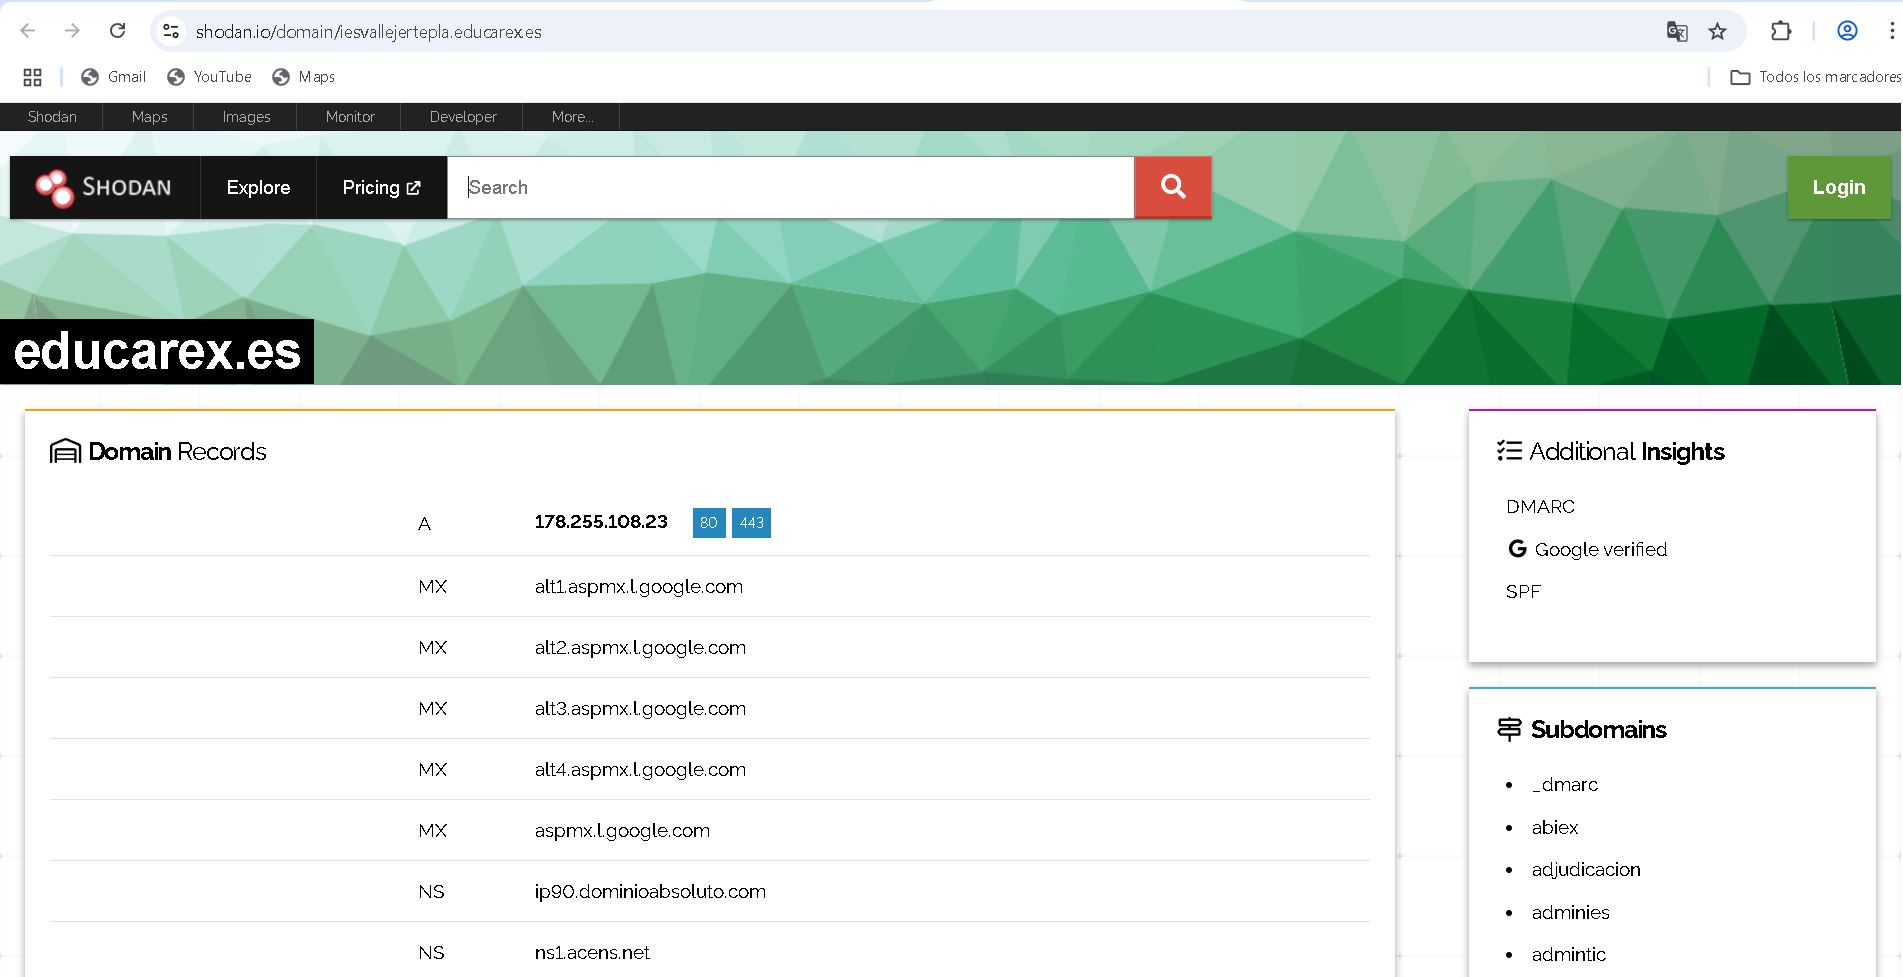 shodan.io/domain/iesvallejertepla.educarex.es
Gmail YouTube Maps Todos los marcadores
Shodan Maps Images Monitor Developer More...
SHODAN Explore Pricing Search Login
educarex.es
Domain Records
A 178.255.108.23 80 443
MX alt1.aspmx.l.google.com
MX alt2.aspmx.l.google.com
MX alt3.aspmx.l.google.com
MX alt4.aspmx.l.google.com
MX aspmx.l.google.com
NS ip90.dominioabsoluto.com
NS ns1.acens.net
Additional Insights
DMARC
Google verified
SPF
Subdomains
_dmarc
abiex
adjudicacion
adminies
admintic